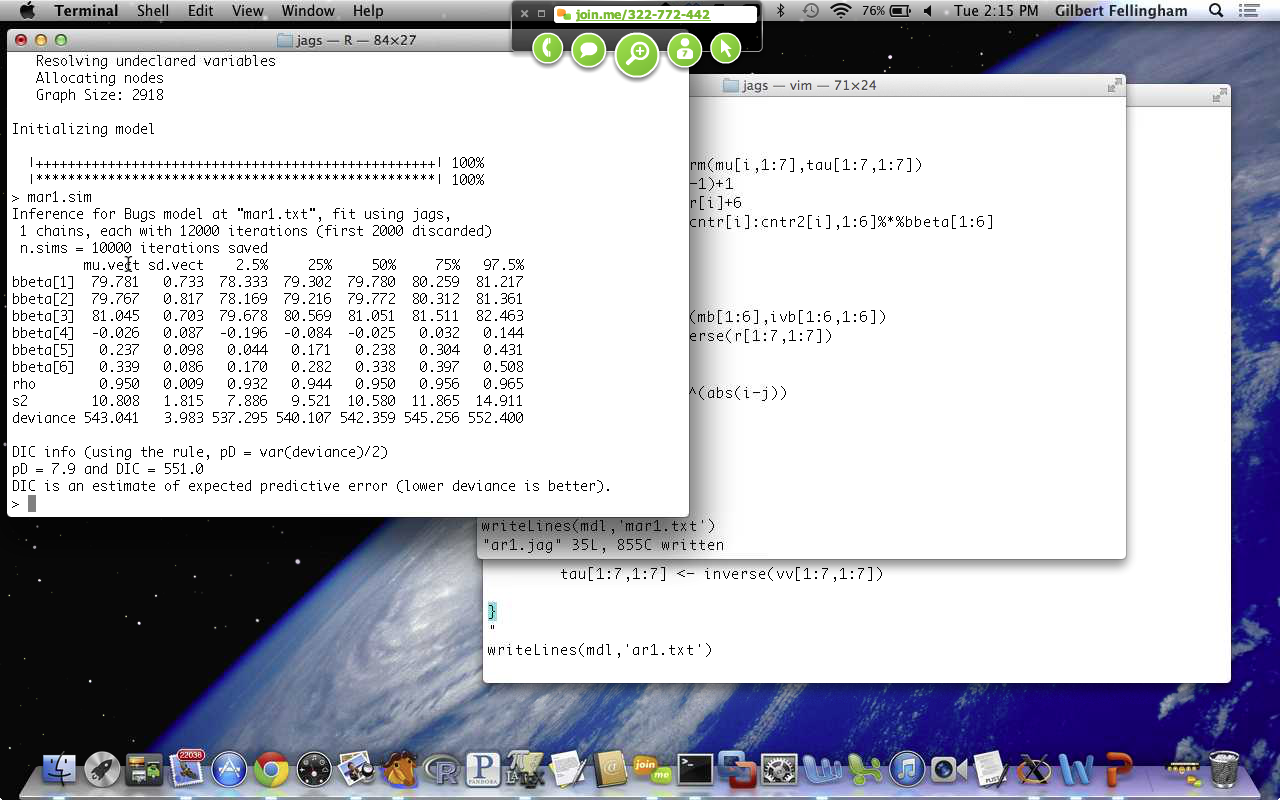 Terminal Shell Edit View Window Help
join.me/322-772-442
76% Tue 2:15 PM Gilbert Fellingham
jags — R — 84×27
Resolving undeclared variables
Allocating nodes
Graph Size: 2918
Initializing model
|++++++++++++++++++++++++++++++++++++++++++++++++++| 100%
|**************************************************| 100%
> mar1.sim
Inference for Bugs model at "mar1.txt", fit using jags,
1 chains, each with 12000 iterations (first 2000 discarded)
n.sims = 10000 iterations saved
mu.vect sd.vect 2.5% 25% 50% 75% 97.5%
bbeta[1] 79.781 0.733 78.333 79.302 79.780 80.259 81.217
bbeta[2] 79.767 0.817 78.169 79.216 79.772 80.312 81.361
bbeta[3] 81.045 0.703 79.678 80.569 81.051 81.511 82.463
bbeta[4] -0.026 0.087 -0.196 -0.084 -0.025 0.032 0.144
bbeta[5] 0.237 0.098 0.044 0.171 0.238 0.304 0.431
bbeta[6] 0.339 0.086 0.170 0.282 0.338 0.397 0.508
rho 0.950 0.009 0.932 0.944 0.950 0.956 0.965
s2 10.808 1.815 7.886 9.521 10.580 11.865 14.911
deviance 543.041 3.983 537.295 540.107 542.359 545.256 552.400
DIC info (using the rule, pD = var(deviance)/2)
pD = 7.9 and DIC = 551.0
DIC is an estimate of expected predictive error (lower deviance is better).
>
jags — vim — 71×24
rm(mu[i,1:7],tau[1:7,1:7])
-1)+1
r[i]+6
cntr[i]:cntr2[i],1:6]%*%bbeta[1:6]
(mb[1:6],ivb[1:6,1:6])
erse(r[1:7,1:7])
^(abs(i-j))
writeLines(mdl,'mar1.txt')
"ar1.jag" 35L, 855C written
tau[1:7,1:7] <- inverse(vv[1:7,1:7])
}
"
writeLines(mdl,'ar1.txt')
22036
P
PANDORA
join
me